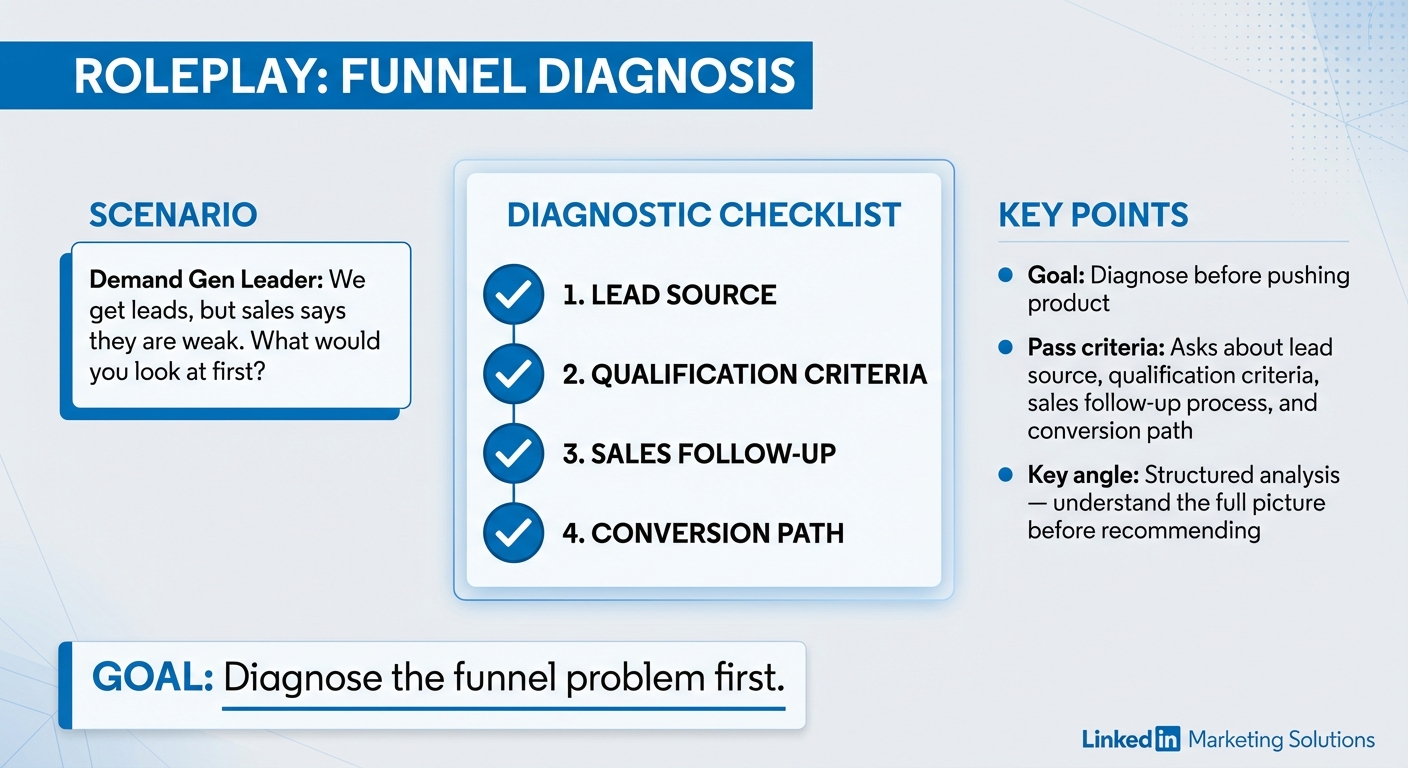 ROLEPLAY: FUNNEL DIAGNOSIS
SCENARIO
Demand Gen Leader: We
get leads, but sales says
they are weak. What would
you look at first?
DIAGNOSTIC CHECKLIST
1. LEAD SOURCE
2. QUALIFICATION CRITERIA
3. SALES FOLLOW-UP
4. CONVERSION PATH
KEY POINTS
Goal: Diagnose before pushing
product
Pass criteria: Asks about lead
source, qualification criteria,
sales follow-up process, and
conversion path
Key angle: Structured analysis
— understand the full picture
before recommending
GOAL: Diagnose the funnel problem first.
Linked in Marketing Solutions